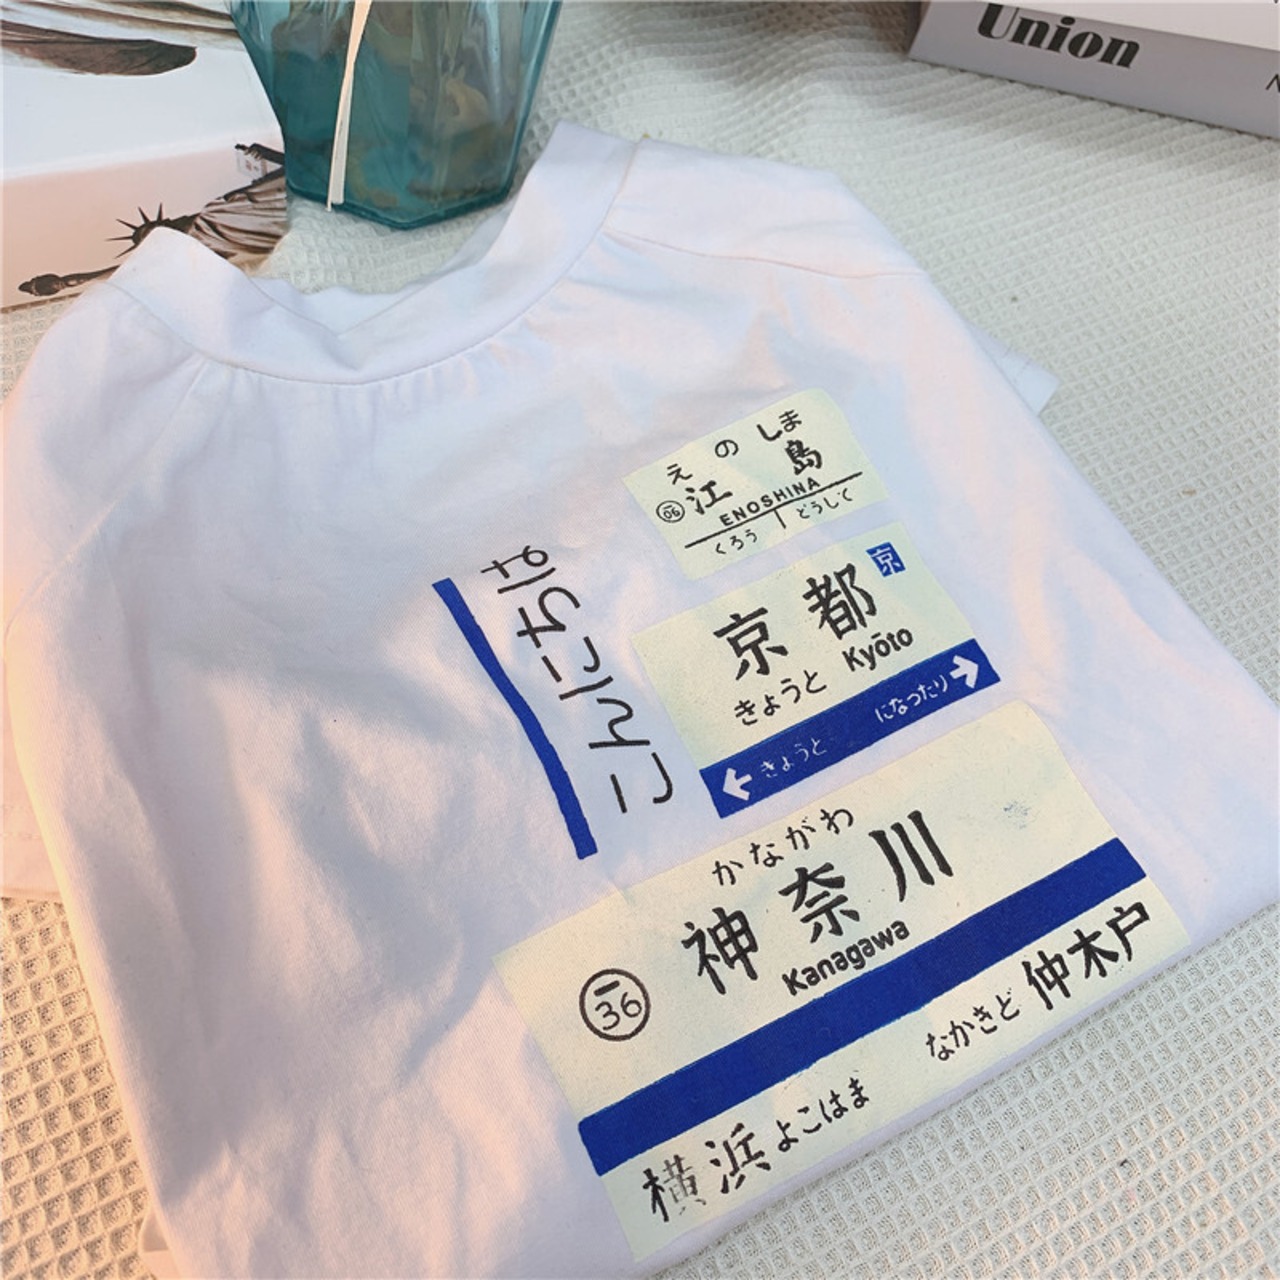 Union
えのしま
06 江島
ENOSHINA
くろう どうして
こんにちは
京都 京
きょうと Kyōto
きょうと になったり
かながわ
36 神奈川
Kanagawa
なかきど 仲木户
横浜 よこはま